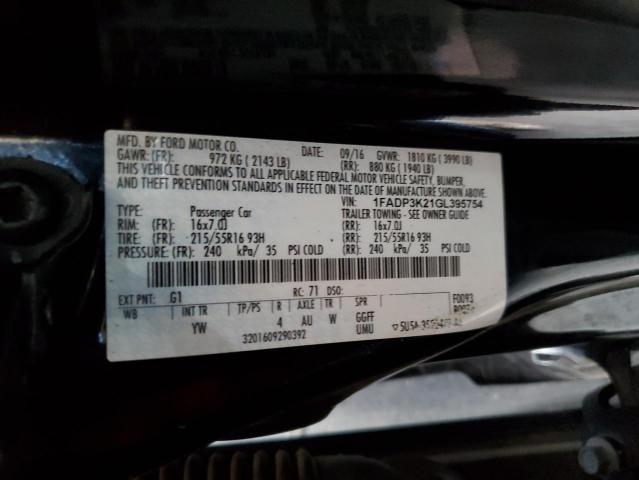 MFD. BY FORD MOTOR CO.
DATE: 09/16 GVWR: 1810 KG (3990 LB)
GAWR:(FR): 972 KG (2143 LB) (RR): 880 KG (1940 LB)
THIS VEHICLE CONFORMS TO ALL APPLICABLE FEDERAL MOTOR VEHICLE SAFETY, BUMPER,
AND THEFT PREVENTION STANDARDS IN EFFECT ON THE DATE OF MANUFACTURE SHOWN ABOVE.
VIN: 1FADP3K21GL395754
TYPE: Passenger Car TRAILER TOWING - SEE OWNER GUIDE
RIM: (FR): 16x7.0J (RR): 16x7.0J
TIRE: (FR): 215/55R16 93H (RR): 215/55R16 93H
PRESSURE: (FR): 240 kPa/ 35 PSI COLD (RR): 240 kPa/ 35 PSI COLD
EXT PNT: G1 RC: 71 DSO: F0093
WB INT TR TP/PS R AXLE TR SPR
YW 4 AU W GGFF
3201609290392 UMU